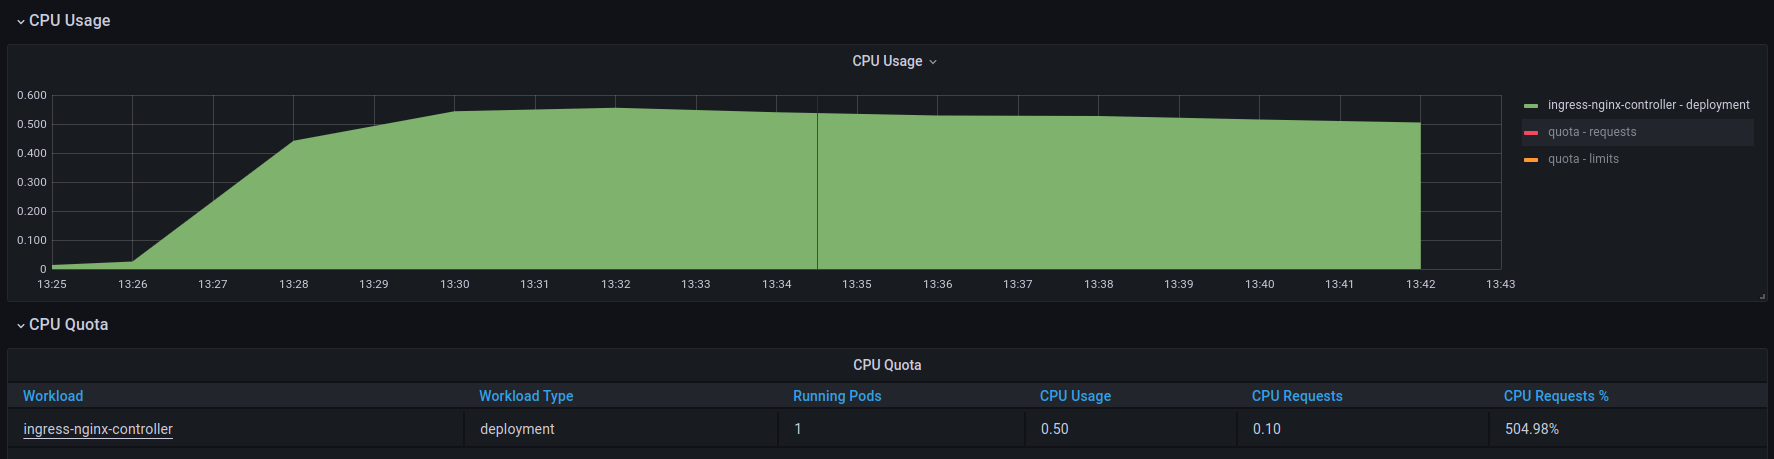 CPU Usage
CPU Usage
0.600
0.500
0.400
0.300
0.200
0.100
0
13:25 13:26 13:27 13:28 13:29 13:30 13:31 13:32 13:33 13:34 13:35 13:36 13:37 13:38 13:39 13:40 13:41 13:42 13:43
ingress-nginx-controller - deployment
quota - requests
quota - limits
CPU Quota
CPU Quota
Workload Workload Type Running Pods CPU Usage CPU Requests CPU Requests %
ingress-nginx-controller deployment 1 0.50 0.10 504.98%